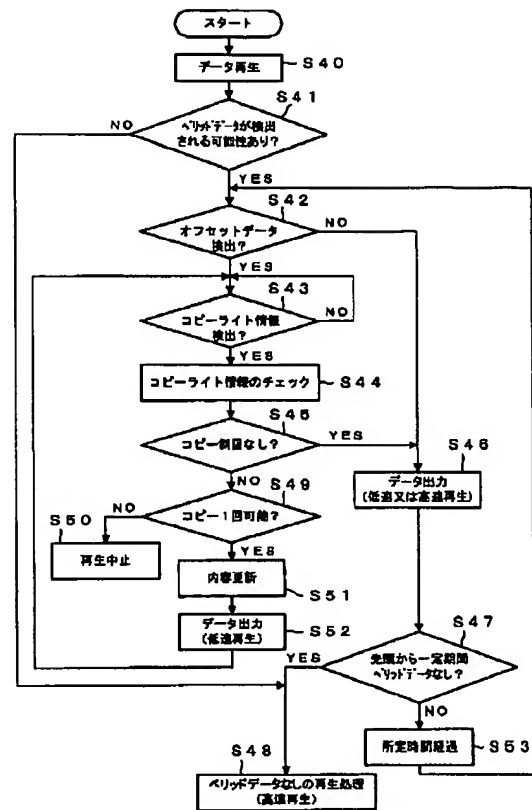 スタート
データ再生
S40
S41
NO
ベリッドデータが検出
される可能性あり?
YES
S42
オフセットデータ
検出?
NO
YES
S43
コピーライト情報
検出?
NO
YES
コピーライト情報のチェック
S44
S45
コピー制限なし?
YES
NO
S46
データ出力
(低速又は高速再生)
S49
コピー1回可能?
NO
S50
再生中止
YES
内容更新
S51
データ出力
(低速再生)
S52
S47
先頭から一定期間
ベリッドデータなし?
YES
NO
所定時間経過
S53
S48
ベリッドデータなしの再生処理
(高速再生)